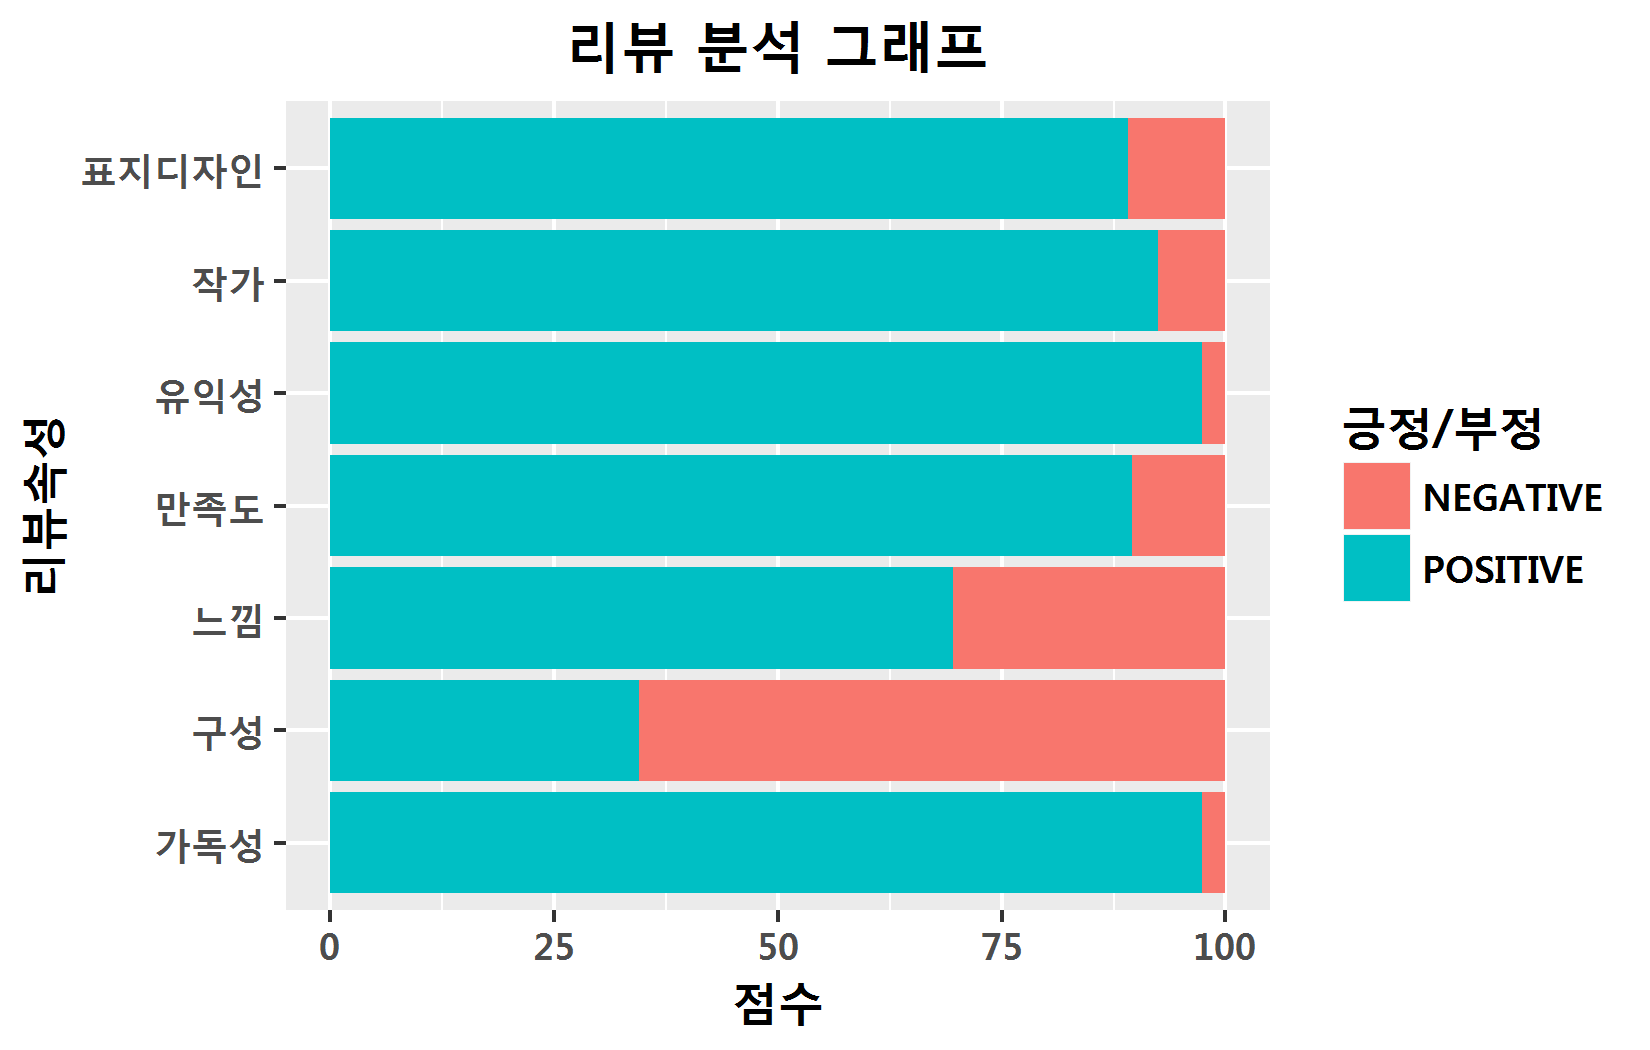 리뷰 분석 그래프
리뷰속성
표지디자인
작가
유익성
만족도
느낌
구성
가독성
0 25 50 75 100
점수
긍정/부정
NEGATIVE
POSITIVE